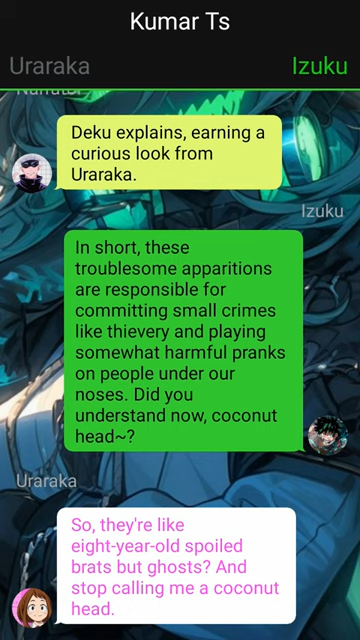 Kumar Ts
Uraraka
Izuku
Narrator
Deku explains, earning a
curious look from
Uraraka.
Izuku
In short, these
troublesome apparitions
are responsible for
committing small crimes
like thievery and playing
somewhat harmful pranks
on people under our
noses. Did you
understand now, coconut
head~?
Uraraka
So, they're like
eight-year-old spoiled
brats but ghosts? And
stop calling me a coconut
head.